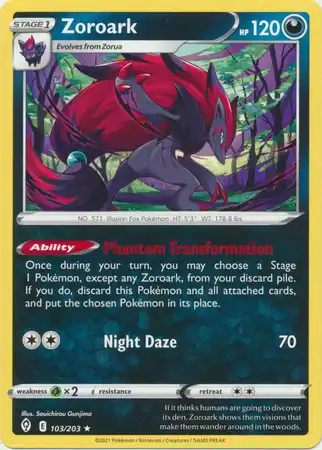 STAGE 1
Zoroark
HP 120
Evolves from Zorua
NO. 571 Illusion Fox Pokémon HT: 5'3" WT: 178.8 lbs.
Ability Phantom Transformation
Once during your turn, you may choose a Stage
1 Pokémon, except any Zoroark, from your discard pile.
If you do, discard this Pokémon and all attached cards,
and put the chosen Pokémon in its place.
Night Daze 70
weakness ×2 resistance retreat
Illus. Souichirou Gunjima
103/203 ★
If it thinks humans are going to discover
its den, Zoroark shows them visions that
make them wander around in the woods.
©2021 Pokémon / Nintendo / Creatures / GAME FREAK